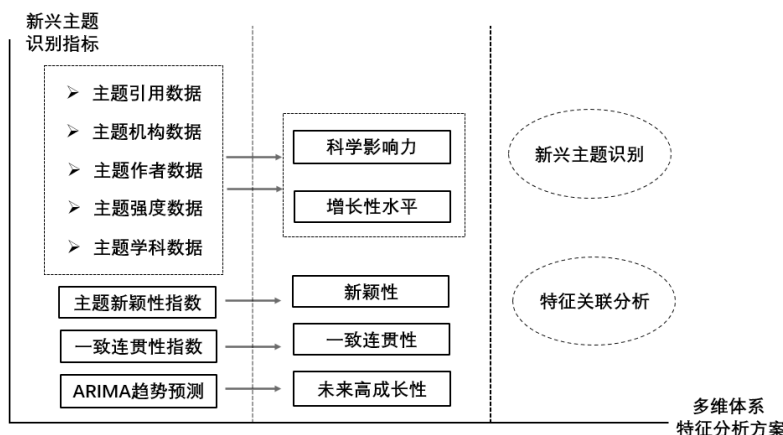 新兴主题
识别指标
➢ 主题引用数据
➢ 主题机构数据
➢ 主题作者数据
➢ 主题强度数据
➢ 主题学科数据
科学影响力
增长性水平
新兴主题识别
主题新颖性指数
新颖性
特征关联分析
一致连贯性指数
一致连贯性
ARIMA趋势预测
未来高成长性
多维体系
特征分析方案